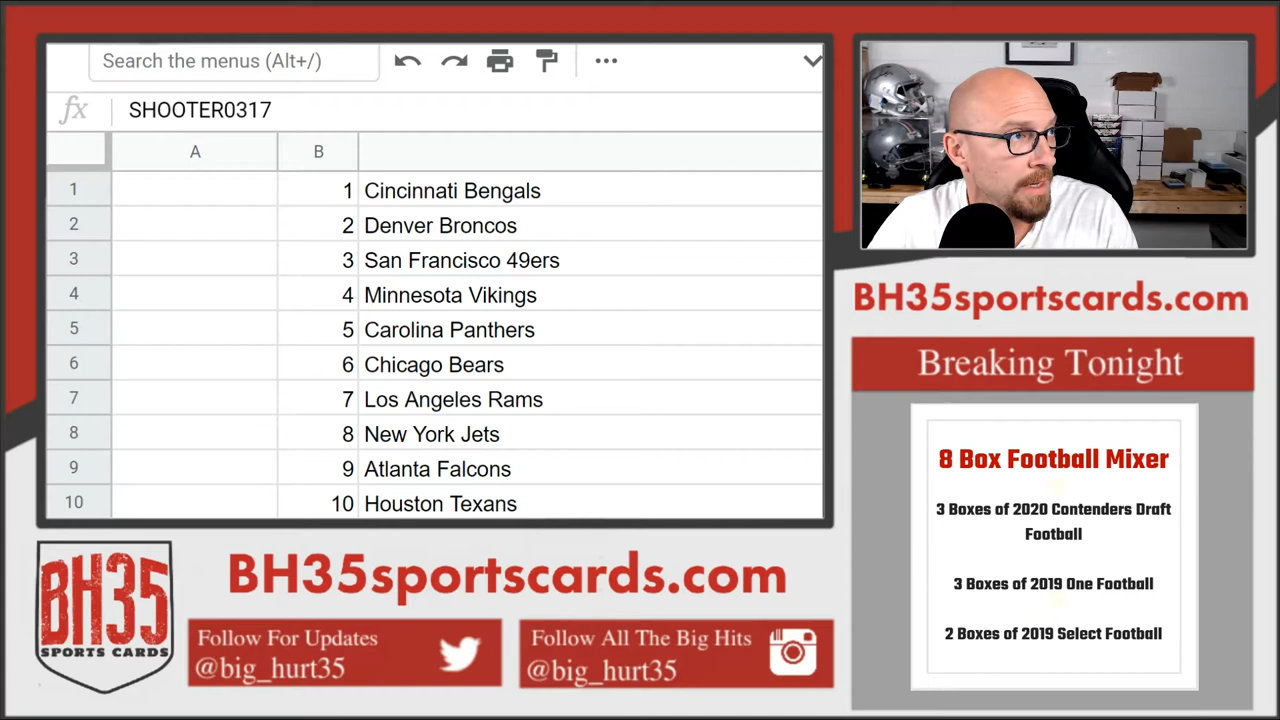 Search the menus (Alt+/)
fx SHOOTER0317
A B
1 1 Cincinnati Bengals
2 2 Denver Broncos
3 3 San Francisco 49ers
4 4 Minnesota Vikings
5 5 Carolina Panthers
6 6 Chicago Bears
7 7 Los Angeles Rams
8 8 New York Jets
9 9 Atlanta Falcons
10 10 Houston Texans
BH35sportscards.com
Breaking Tonight
8 Box Football Mixer
3 Boxes of 2020 Contenders Draft
Football
3 Boxes of 2019 One Football
2 Boxes of 2019 Select Football
BH35
SPORTS CARDS
BH35sportscards.com
Follow For Updates
@big_hurt35
Follow All The Big Hits
@big_hurt35